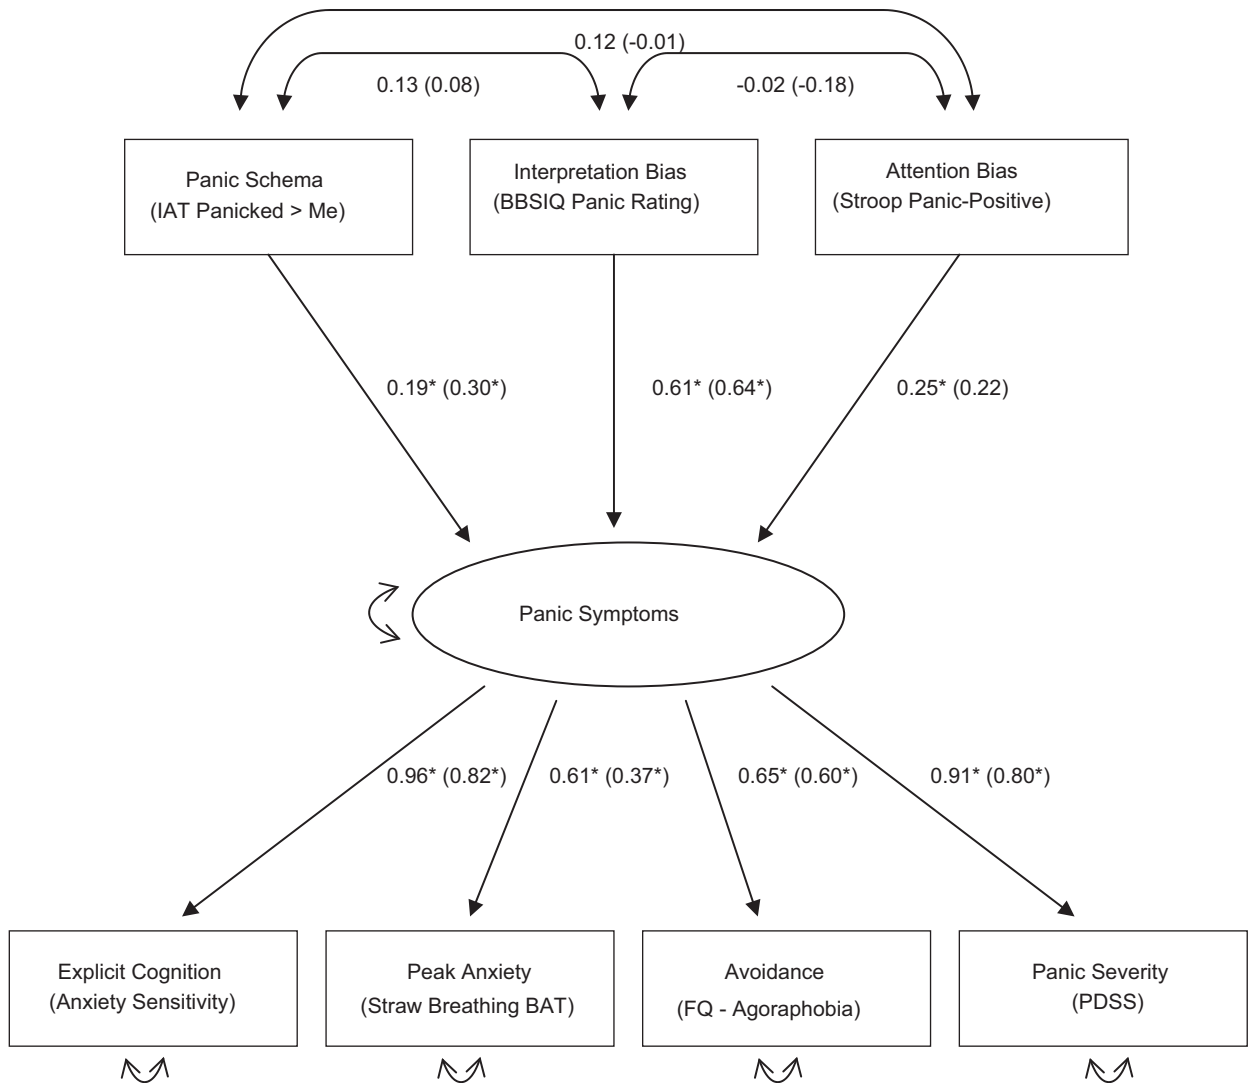 0.12 (-0.01)
0.13 (0.08)
-0.02 (-0.18)
Panic Schema
(IAT Panicked > Me)
Interpretation Bias
(BBSIQ Panic Rating)
Attention Bias
(Stroop Panic-Positive)
0.19* (0.30*)
0.61* (0.64*)
0.25* (0.22)
Panic Symptoms
0.96* (0.82*)
0.61* (0.37*)
0.65* (0.60*)
0.91* (0.80*)
Explicit Cognition
(Anxiety Sensitivity)
Peak Anxiety
(Straw Breathing BAT)
Avoidance
(FQ - Agoraphobia)
Panic Severity
(PDSS)